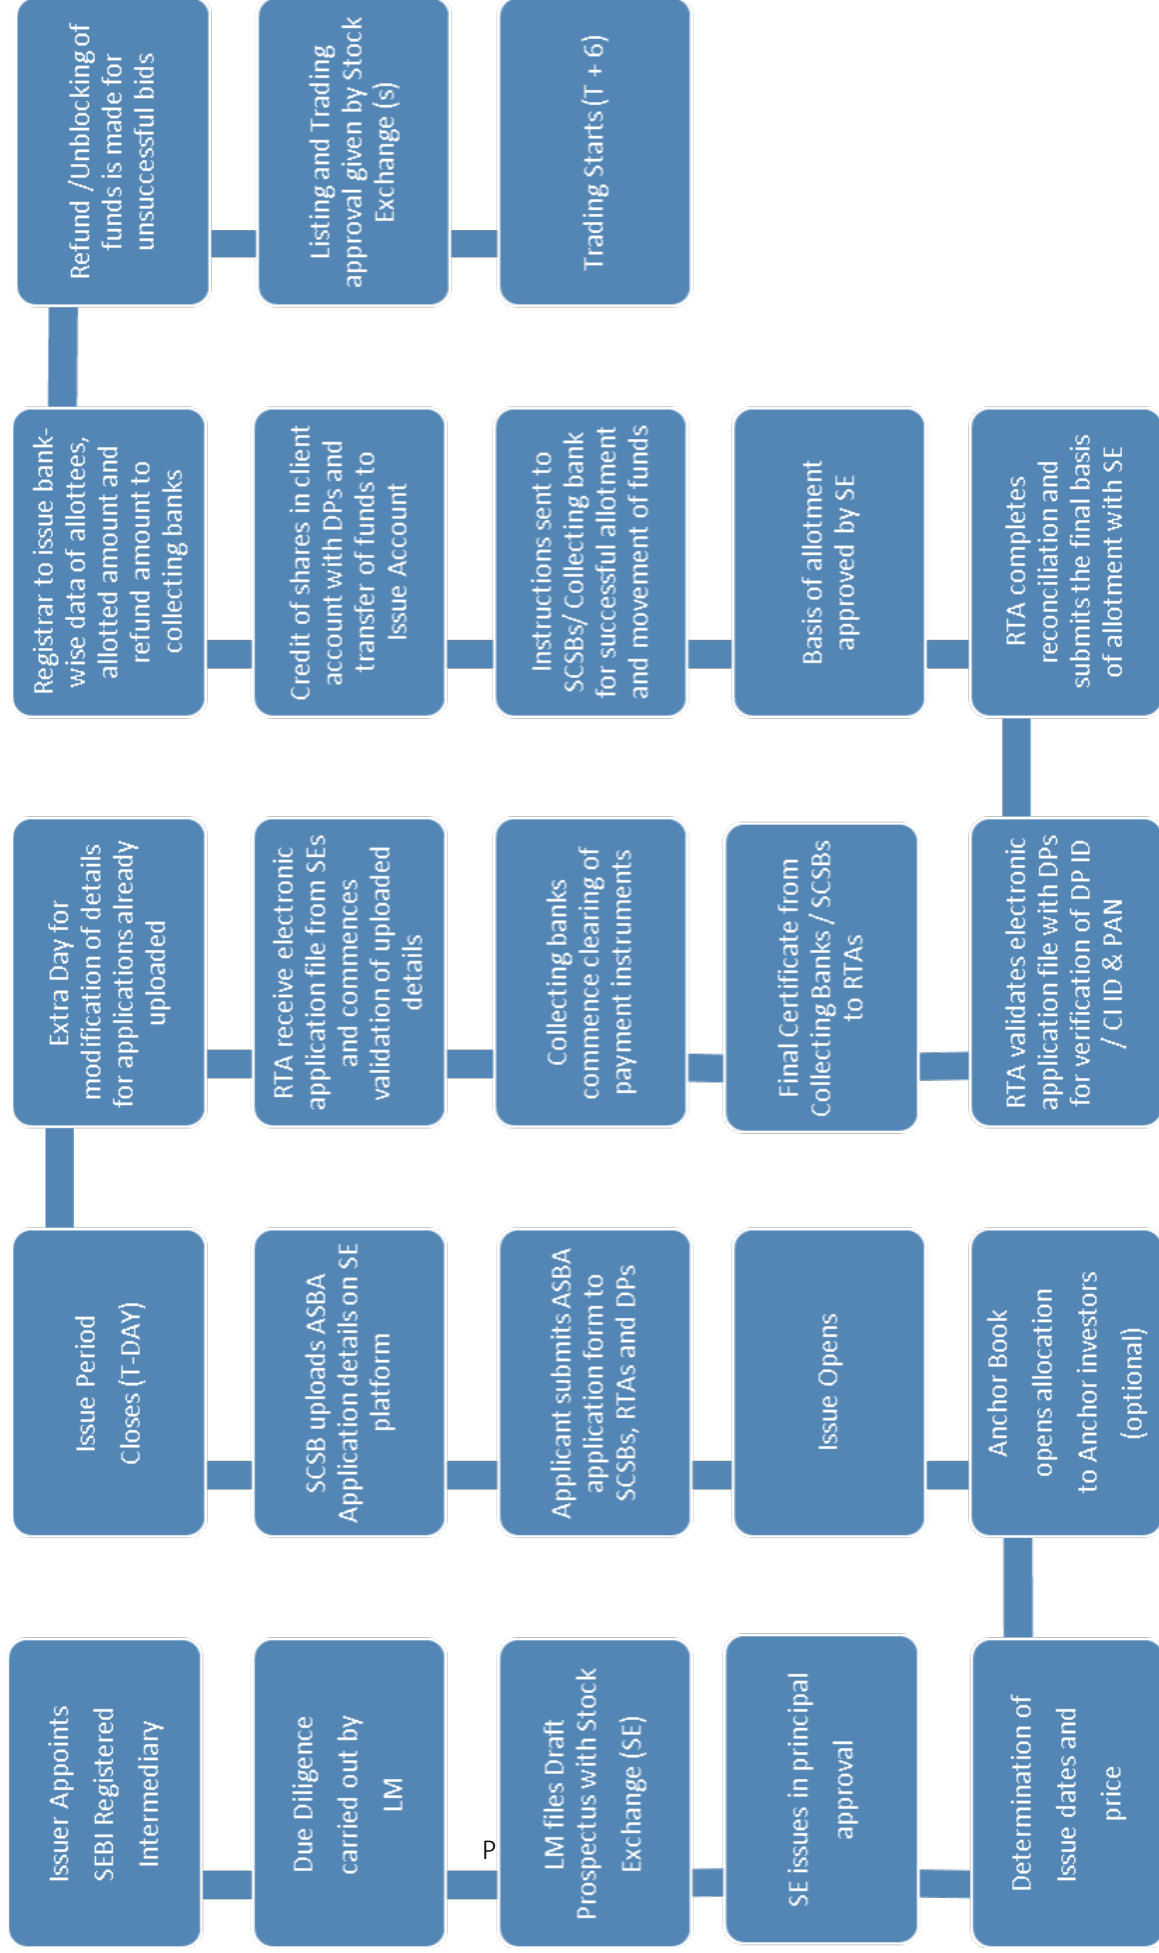 Issuer Appoints
SEBI Registered
Intermediary
Due Diligence
carried out by
LM
LM files Draft
Prospectus with Stock
Exchange (SE)
SE issues in principal
approval
Determination of
Issue dates and
price
Anchor Book
opens allocation
to Anchor investors
(optional)
Issue Opens
Applicant submits ASBA
application form to
SCSBs, RTAs and DPs
SCSB uploads ASBA
Application details on SE
platform
Issue Period
Closes (T-DAY)
Extra Day for
modification of details
for applications already
uploaded
RTA receive electronic
application file from SEs
and commences
validation of uploaded
details
Collecting banks
commence clearing of
payment instruments
Final Certificate from
Collecting Banks / SCSBs
to RTAs
RTA validates electronic
application file with DPs
for verification of DP ID
/ CI ID & PAN
RTA completes
reconciliation and
submits the final basis
of allotment with SE
Basis of allotment
approved by SE
Instructions sent to
SCSBs/ Collecting bank
for successful allotment
and movement of funds
Credit of shares in client
account with DPs and
transfer of funds to
Issue Account
Registrar to issue bank-
wise data of allottees,
allotted amount and
refund amount to
collecting banks
Refund /Unblocking of
funds is made for
unsuccessful bids
Listing and Trading
approval given by Stock
Exchange (s)
Trading Starts (T + 6)
P